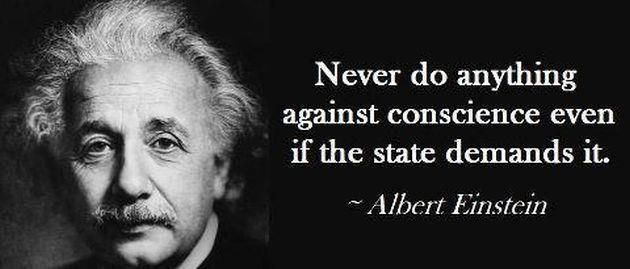 Never do anything
against conscience even
if the state demands it.
~ Albert Einstein